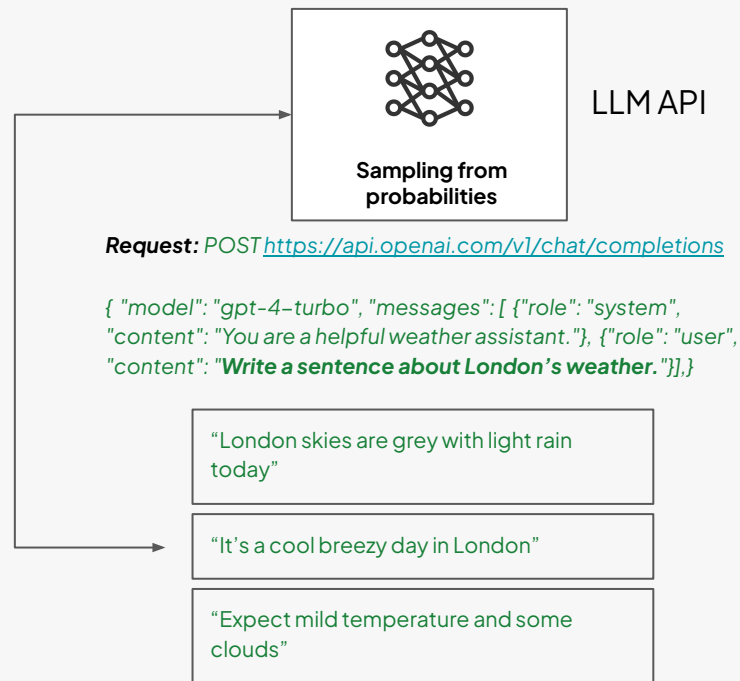 LLM API
Sampling from
probabilities
Request: POST https://api.openai.com/v1/chat/completions
{ "model": "gpt-4-turbo", "messages": [ {"role": "system",
"content": "You are a helpful weather assistant."}, {"role": "user",
"content": "Write a sentence about London’s weather."}],}
“London skies are grey with light rain
today”
“It’s a cool breezy day in London”
“Expect mild temperature and some
clouds”